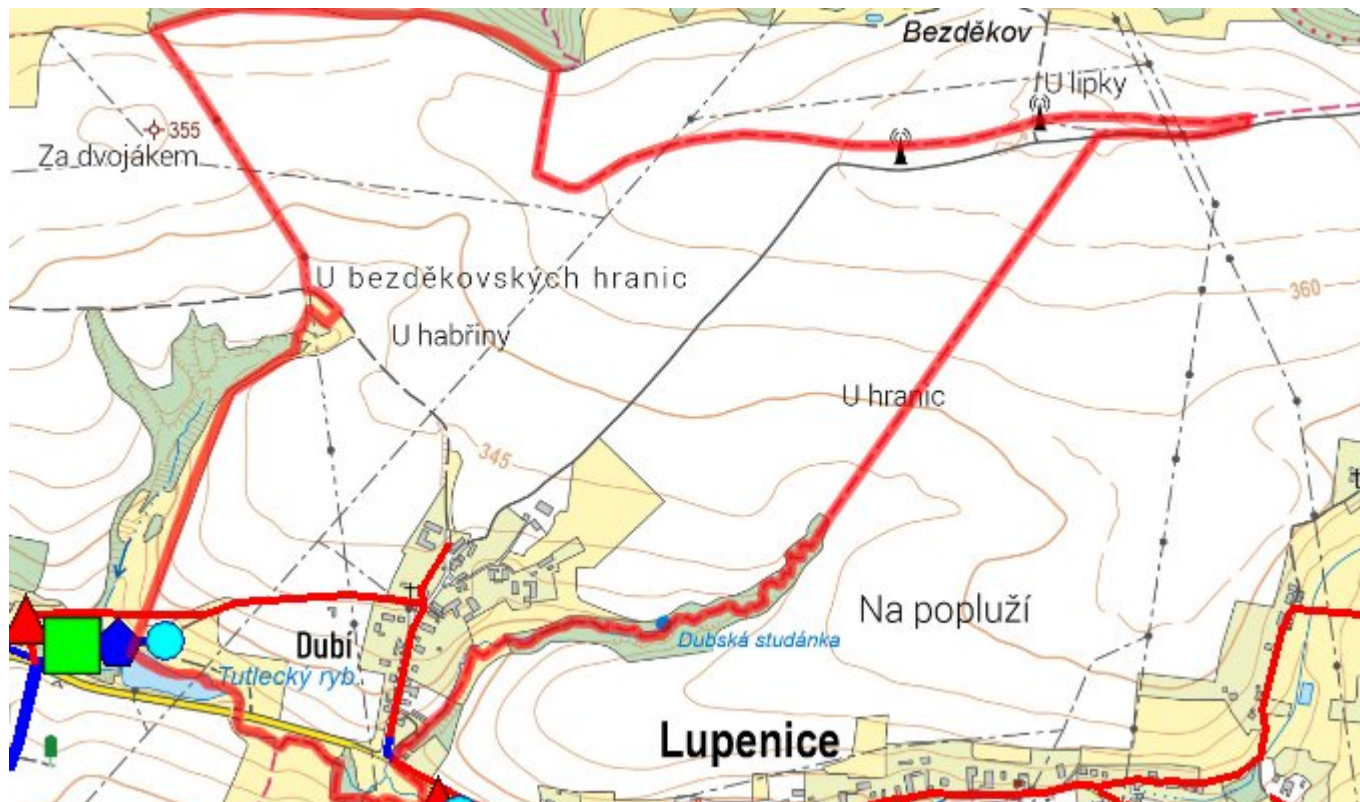 Bezděkov
U lipky
355
Za dvojákem
U bezděkovských hranic
360
U habřiny
U hranic
345
Na popluží
Dubí
Dubská studánka
Tutlecký ryb.
Lupenice